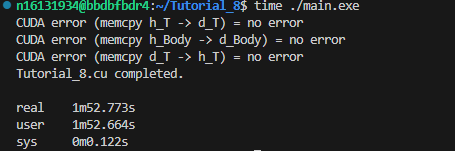 n16131934@bbdbfbdr4:~/Tutorial_8$ time ./main.exe
CUDA error (memcpy h_T -> d_T) = no error
CUDA error (memcpy h_Body -> d_Body) = no error
CUDA error (memcpy d_T -> h_T) = no error
Tutorial_8.cu completed.
real 1m52.773s
user 1m52.664s
sys 0m0.122s